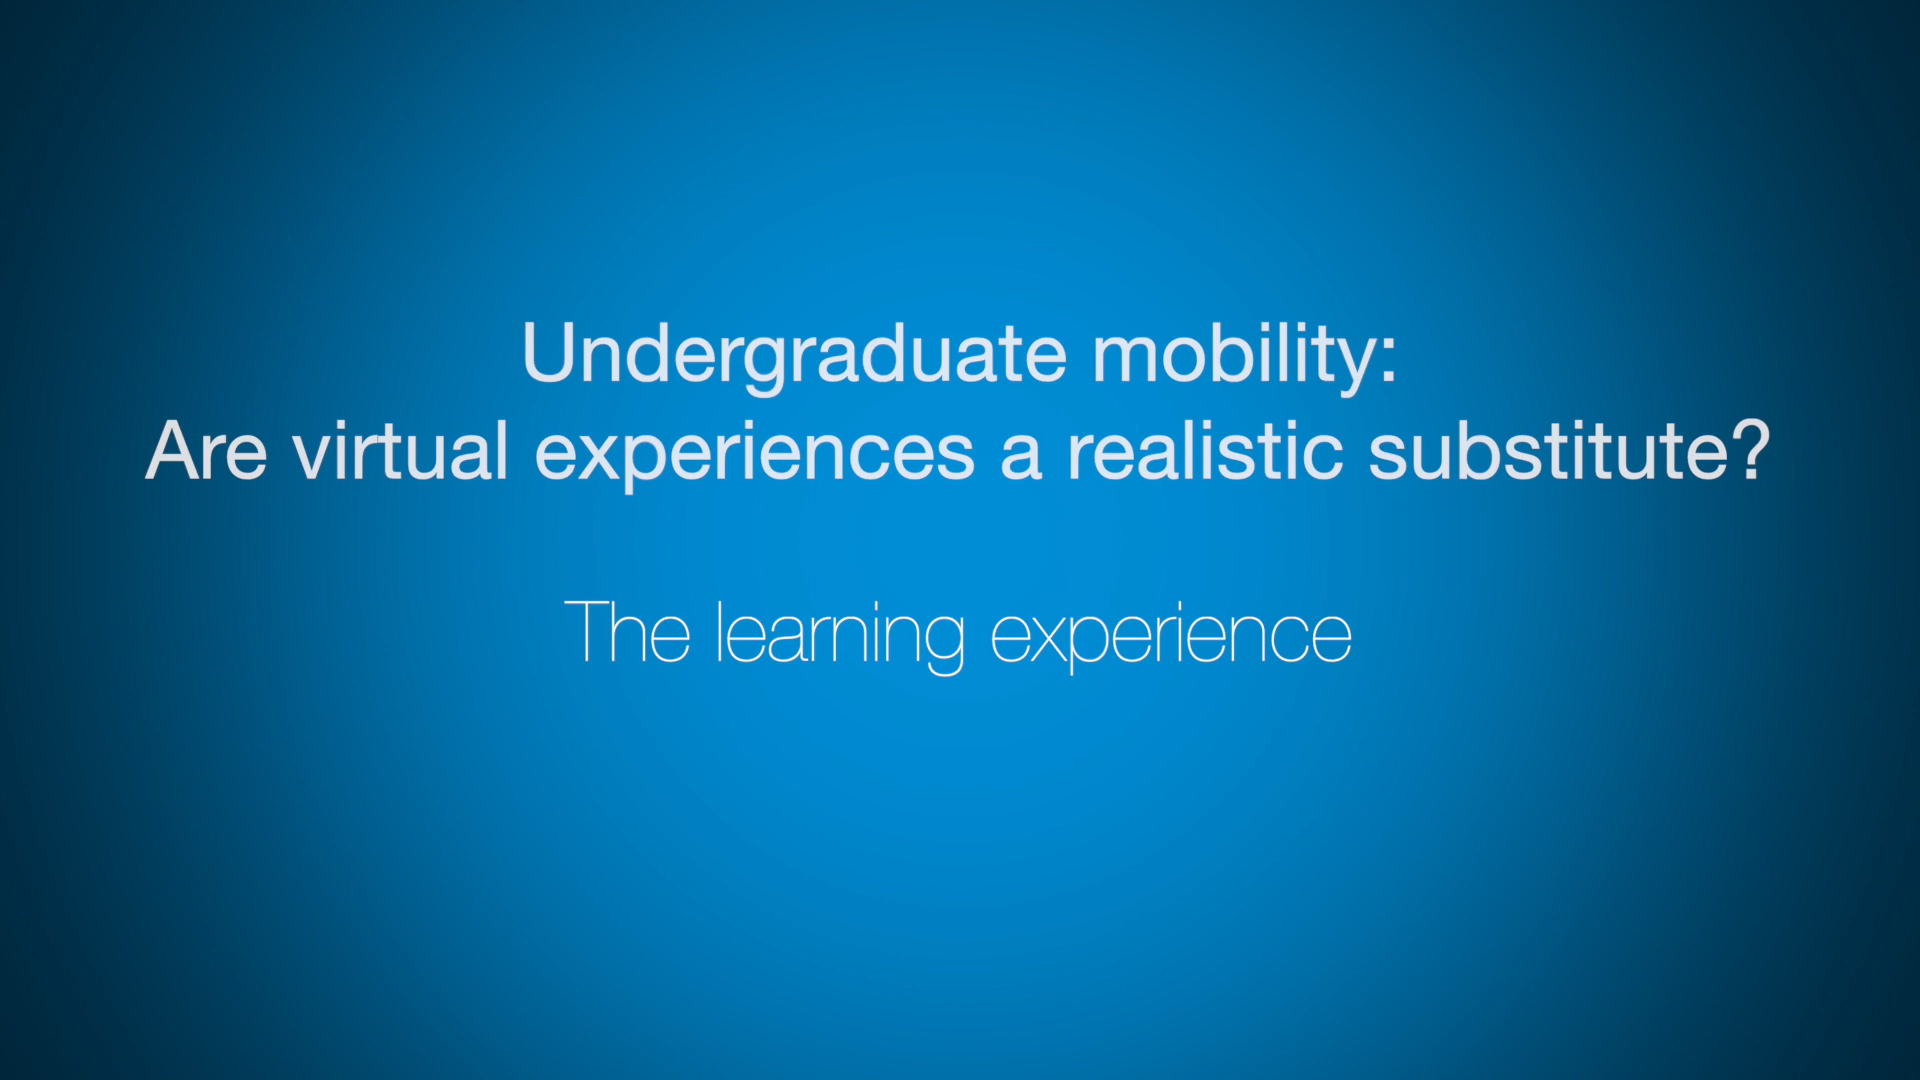 Undergraduate mobility:
Are virtual experiences a realistic substitute?
The learning experience